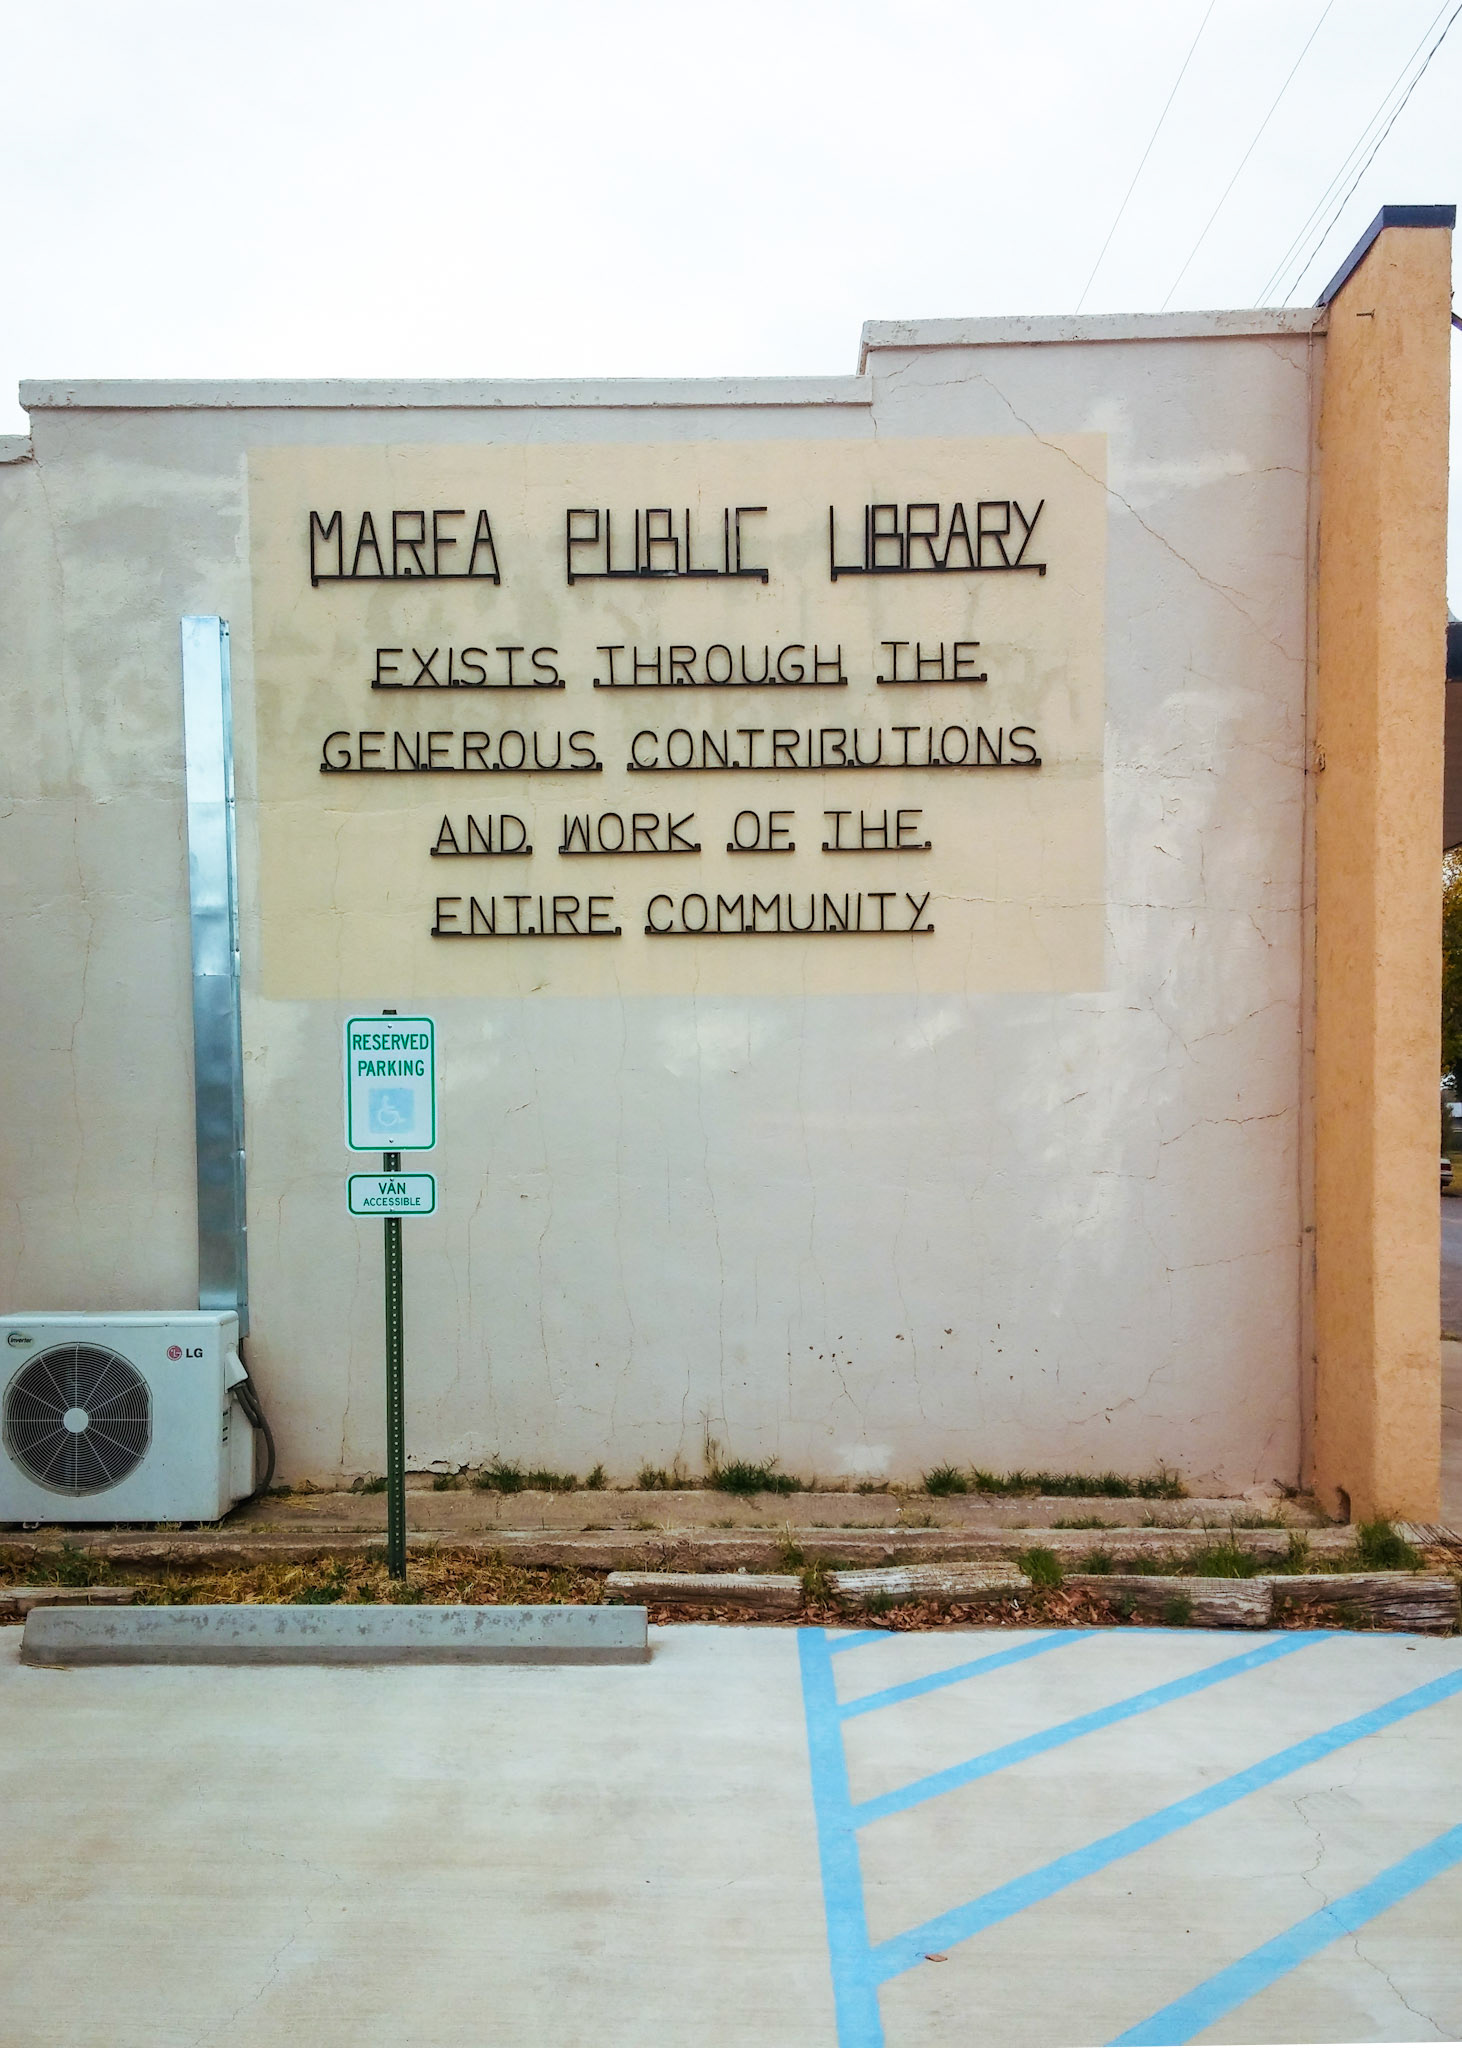 MARFA PUBLIC LIBRARY
EXISTS THROUGH THE
GENEROUS CONTRIBUTIONS
AND WORK OF THE
ENTIRE COMMUNITY
RESERVED
PARKING
VAN
ACCESSIBLE
Inverter
LG